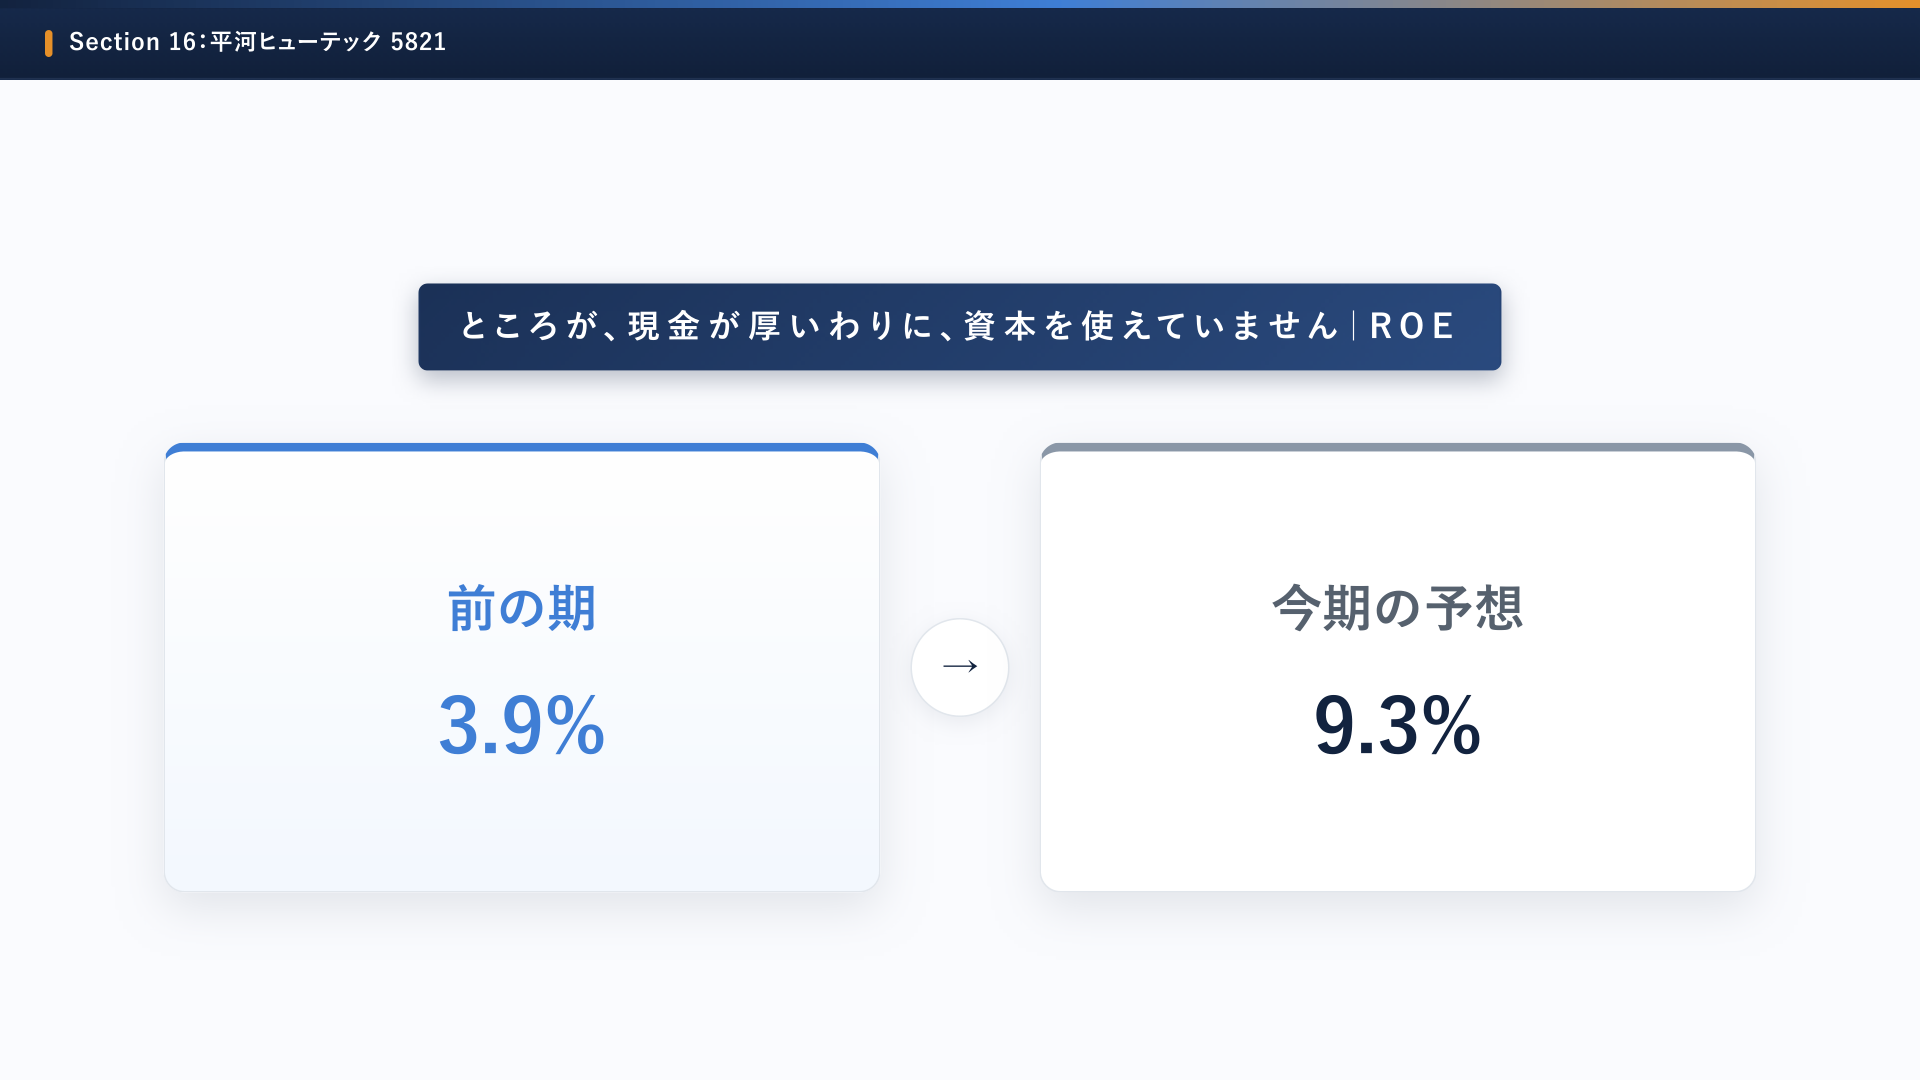 Section 16：平河ヒューテック 5821
ところが、現金が厚いわりに、資本を使えていません｜ROE
前の期
3.9%
→
今期の予想
9.3%